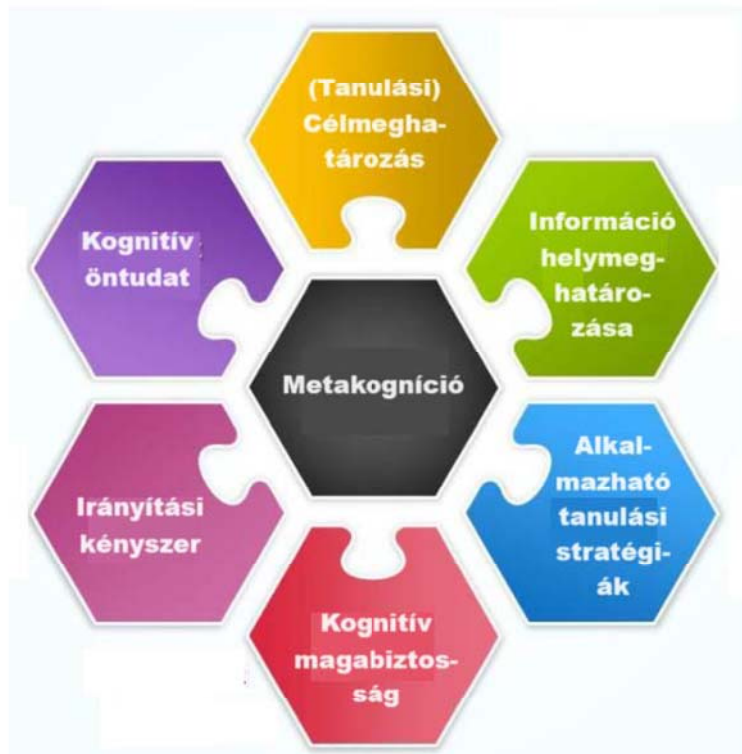 (Tanulási)
Célmegha-
tározás
Információ
helymeg-
határo-
zása
Alkal-
mazható
tanulási
stratégi-
ák
Kognitív
magabiztos-
ság
Irányítási
kényszer
Kognitív
öntudat
Metakogníció